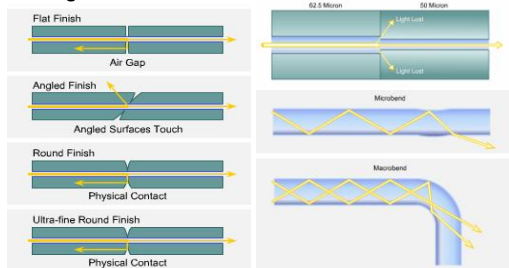 Flat Finish
Air Gap
Angled Finish
Angled Surfaces Touch
Round Finish
Physical Contact
Ultra-fine Round Finish
Physical Contact
62.5 Micron
50 Micron
Light Lost
Light Lost
Microbend
Macrobend